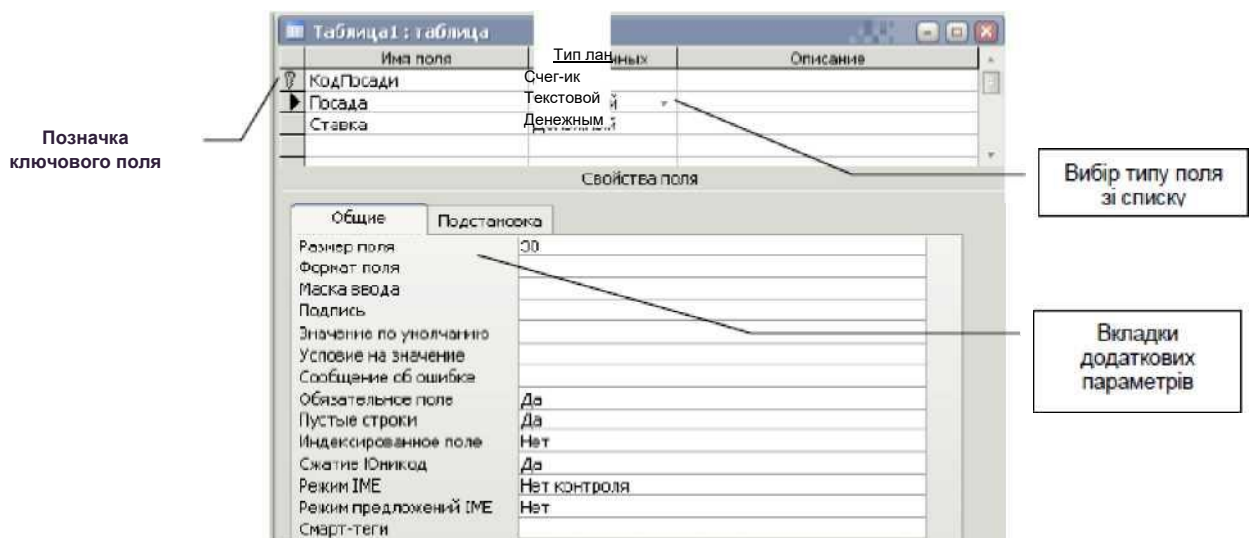 Таблица1 : таблица
Имя поля Тип лан нных Описание
КодПосади Счег-ик
Посада Текстовой й
Ставка Денежным
Позначка
ключового поля
Вибір типу поля
зі списку
Свойства поля
Общие Подстановка
Размер поля
Формат поля
Маска ввода
Подпись
Значение по умолчанию
Условие на значение
Сообщение об ошибке
Обязательное поле Да
Пустые строки Да
Индексированное поле Нет
Сжатие Юникод Да
Режим IME Нет контроля
Режим предложений IME Нет
Смарт-теги
Вкладки
додаткових
параметрів